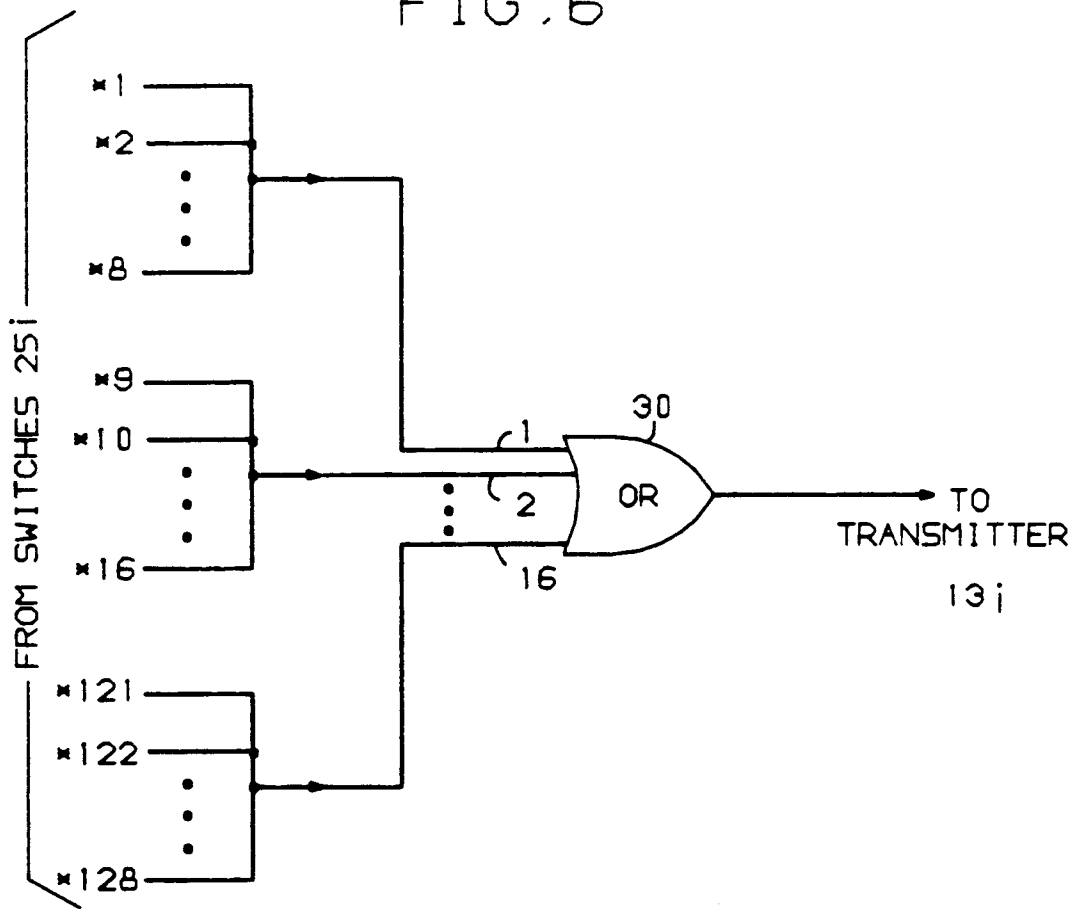 FIG.6
*1
*2
*8
*9
*10
*16
*121
*122
*128
FROM SWITCHES 25i
1
2
16
30
OR
TO
TRANSMITTER
13i